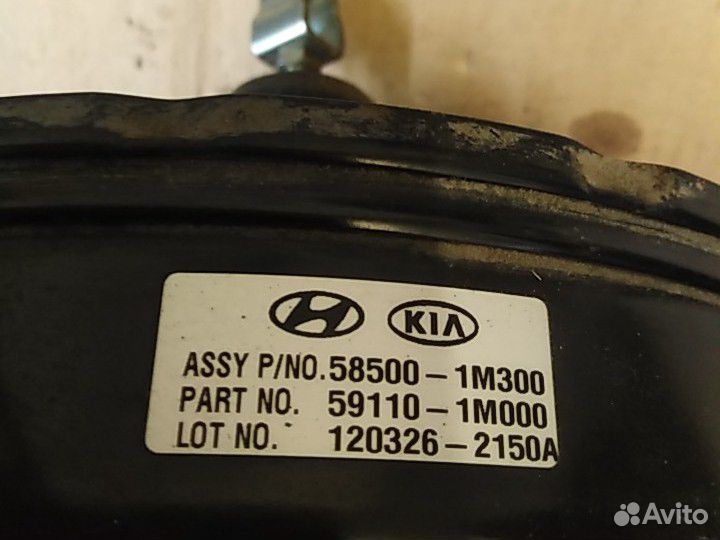 KIA
ASSY P/NO. 58500-1M300
PART NO. 59110-1M000
LOT NO. 120326-2150A
Avito